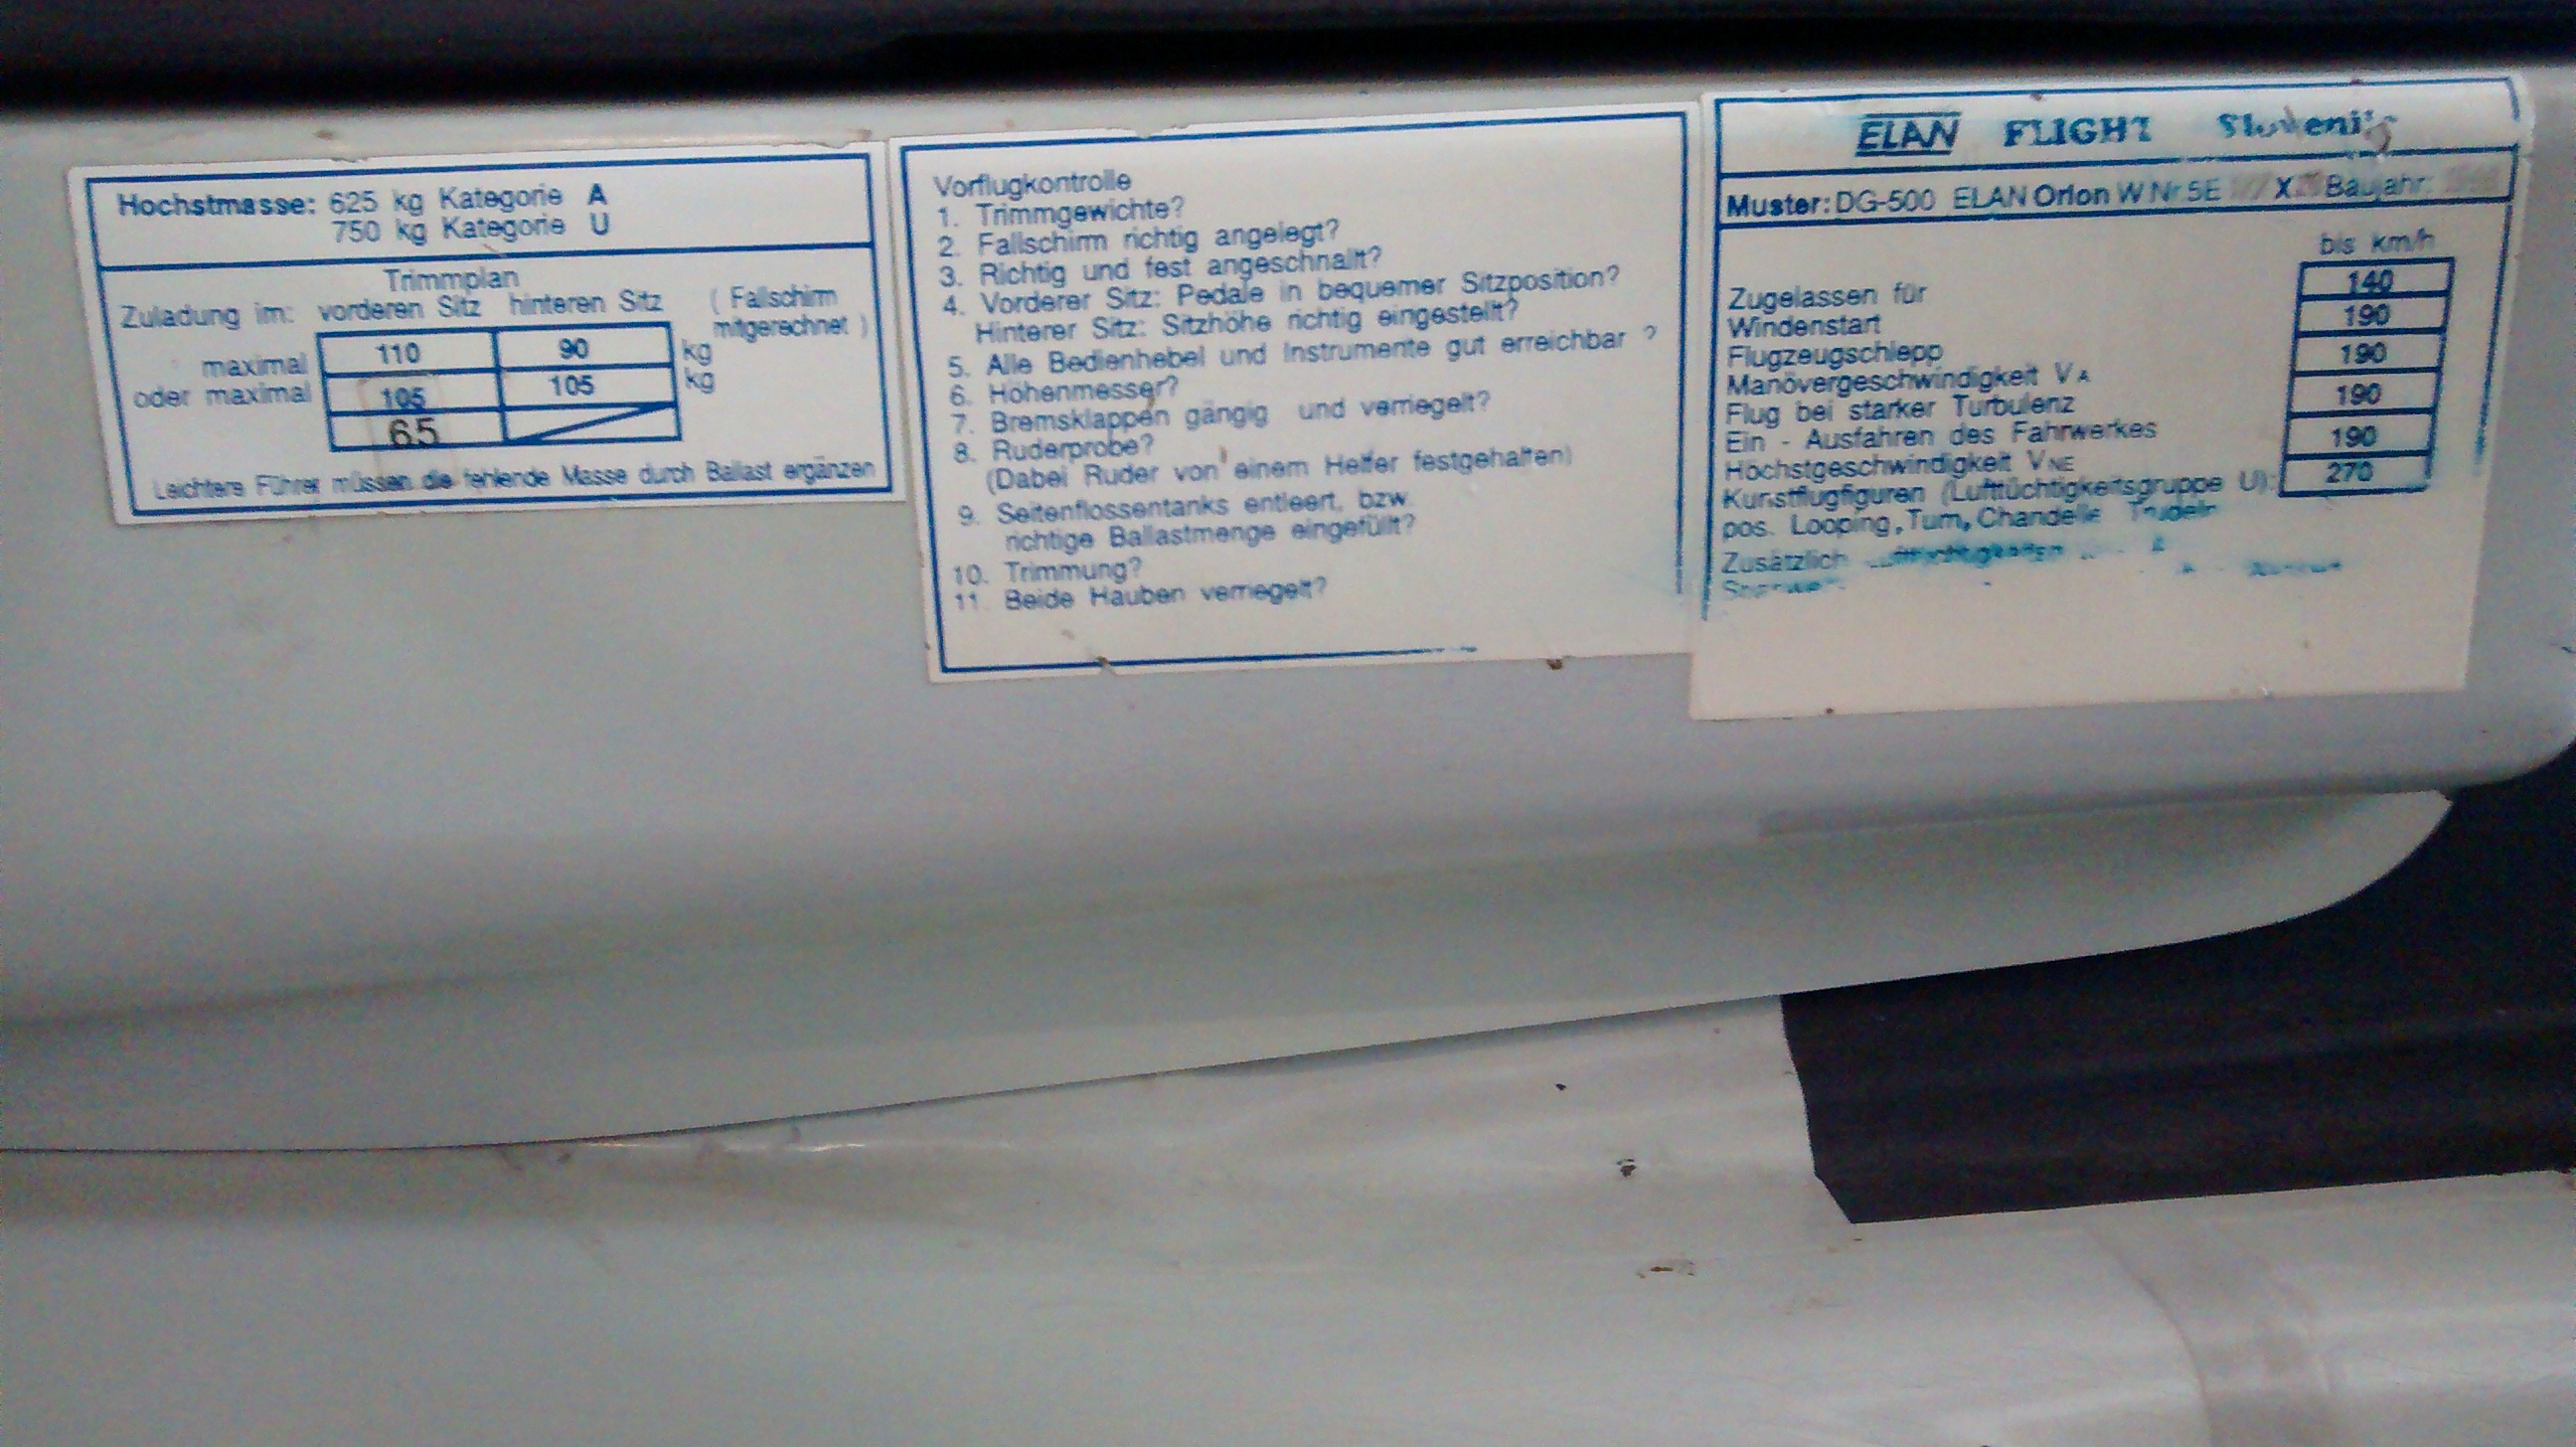 Höchstmasse: 625 kg Kategorie A
750 kg Kategorie U
Trimmplan
Zuladung im: vorderen Sitz hinteren Sitz ( Fallschirm
mitgerechnet )
maximal 110 90 kg
oder maximal 105 105 kg
65
Leichtere Führer müssen die fehlende Masse durch Ballast ergänzen
Vorflugkontrolle
1. Trimmgewichte?
2. Fallschirm richtig angelegt?
3. Richtig und fest angeschnallt?
4. Vorderer Sitz: Pedale in bequemer Sitzposition?
Hinterer Sitz: Sitzhöhe richtig eingestellt?
5. Alle Bedienhebel und Instrumente gut erreichbar ?
6. Höhenmesser?
7. Bremsklappen gängig und verriegelt?
8. Ruderprobe?
(Dabei Ruder von einem Helfer festgehalten)
9. Seitenflossentanks entleert, bzw.
richtige Ballastmenge eingefüllt?
10. Trimmung?
11. Beide Hauben verriegelt?
ELAN FLIGHT Slovenija
Muster: DG-500 ELAN Orion W Nr. 5E X Baujahr:
bis km/h
Zugelassen für 140
Windenstart 190
Flugzeugschlepp 190
Manövergeschwindigkeit VA 190
Flug bei starker Turbulenz 190
Ein - Ausfahren des Fahrwerkes 270
Höchstgeschwindigkeit VNE
Kunstflugfiguren (Lufttüchtigkeitsgruppe U):
pos. Looping, Turn, Chandelle Trudeln
Zusätzlich